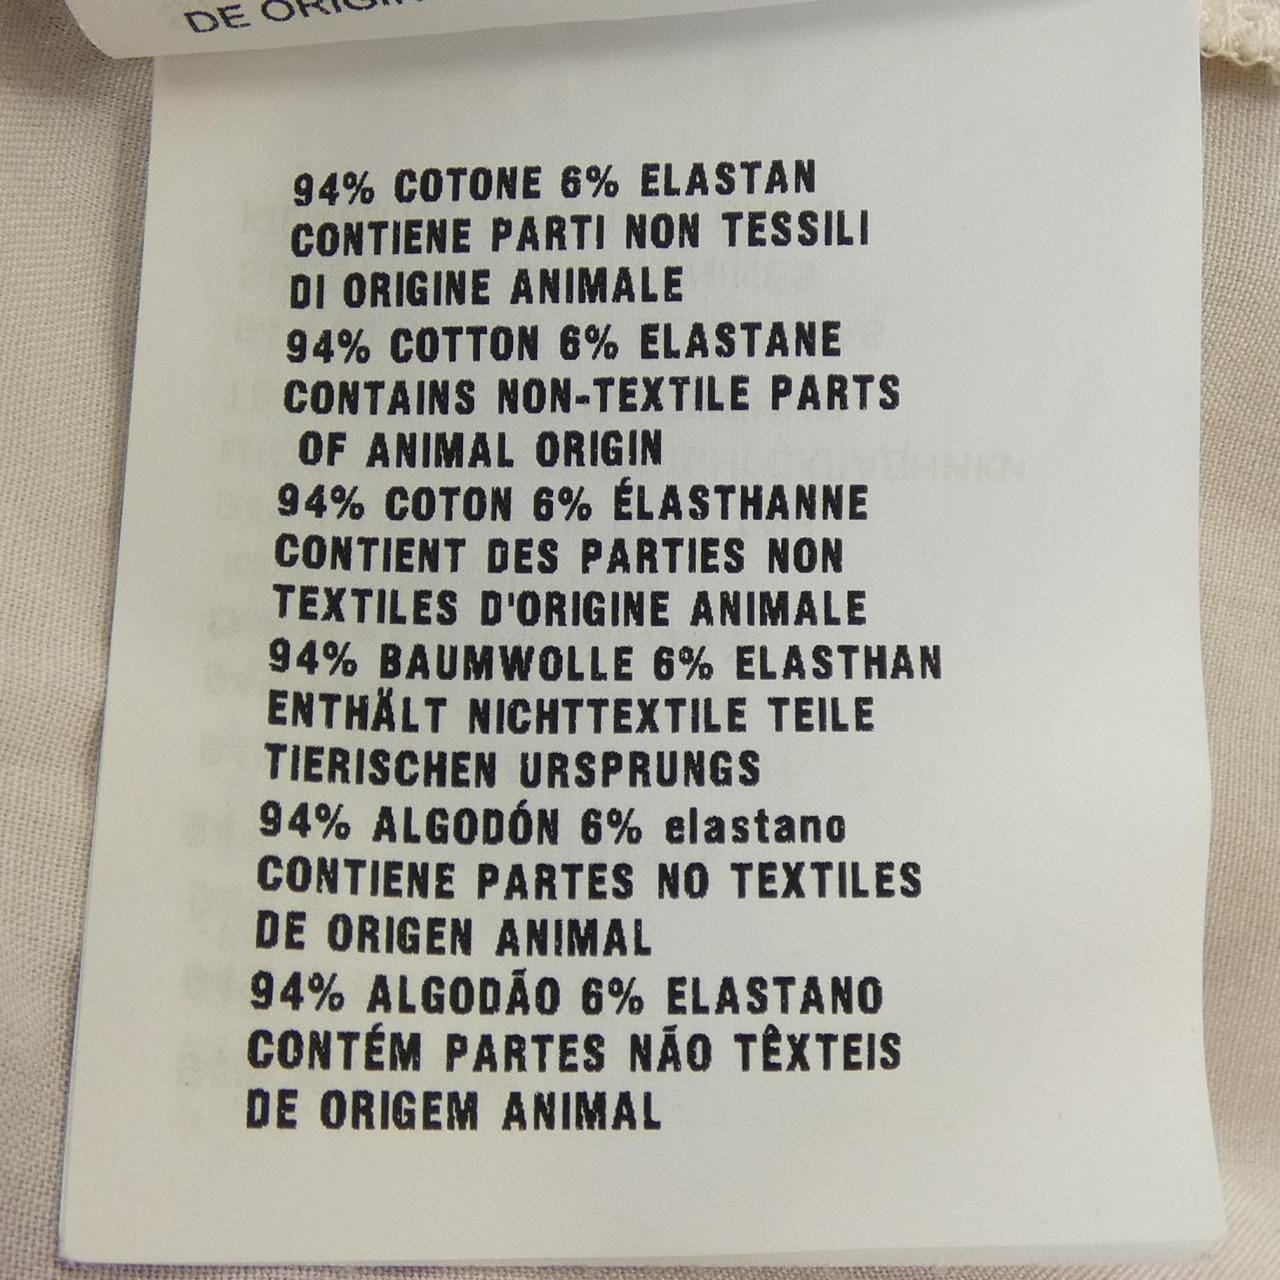 DE ORIGIN
94% COTONE 6% ELASTAN
CONTIENE PARTI NON TESSILI
DI ORIGINE ANIMALE
94% COTTON 6% ELASTANE
CONTAINS NON-TEXTILE PARTS
OF ANIMAL ORIGIN
94% COTON 6% ÉLASTHANNE
CONTIENT DES PARTIES NON
TEXTILES D'ORIGINE ANIMALE
94% BAUMWOLLE 6% ELASTHAN
ENTHÄLT NICHTTEXTILE TEILE
TIERISCHEN URSPRUNGS
94% ALGODÓN 6% elastano
CONTIENE PARTES NO TEXTILES
DE ORIGEN ANIMAL
94% ALGODÃO 6% ELASTANO
CONTÉM PARTES NÃO TÊXTEIS
DE ORIGEM ANIMAL